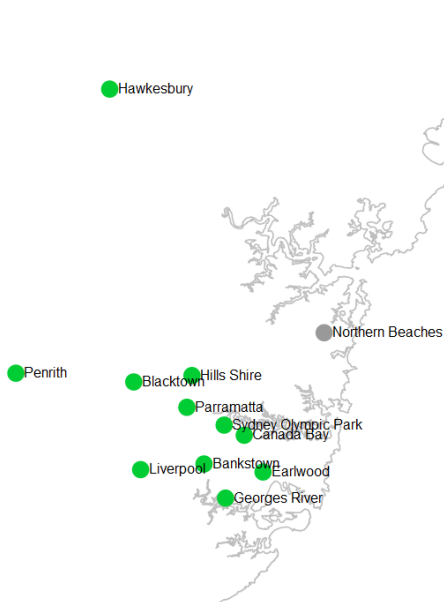 Hawkesbury
Northern Beaches
Penrith
Hills Shire
Blacktown
Parramatta
Sydney Olympic Park
Canada Bay
Bankstown
Liverpool
Earlwood
Georges River